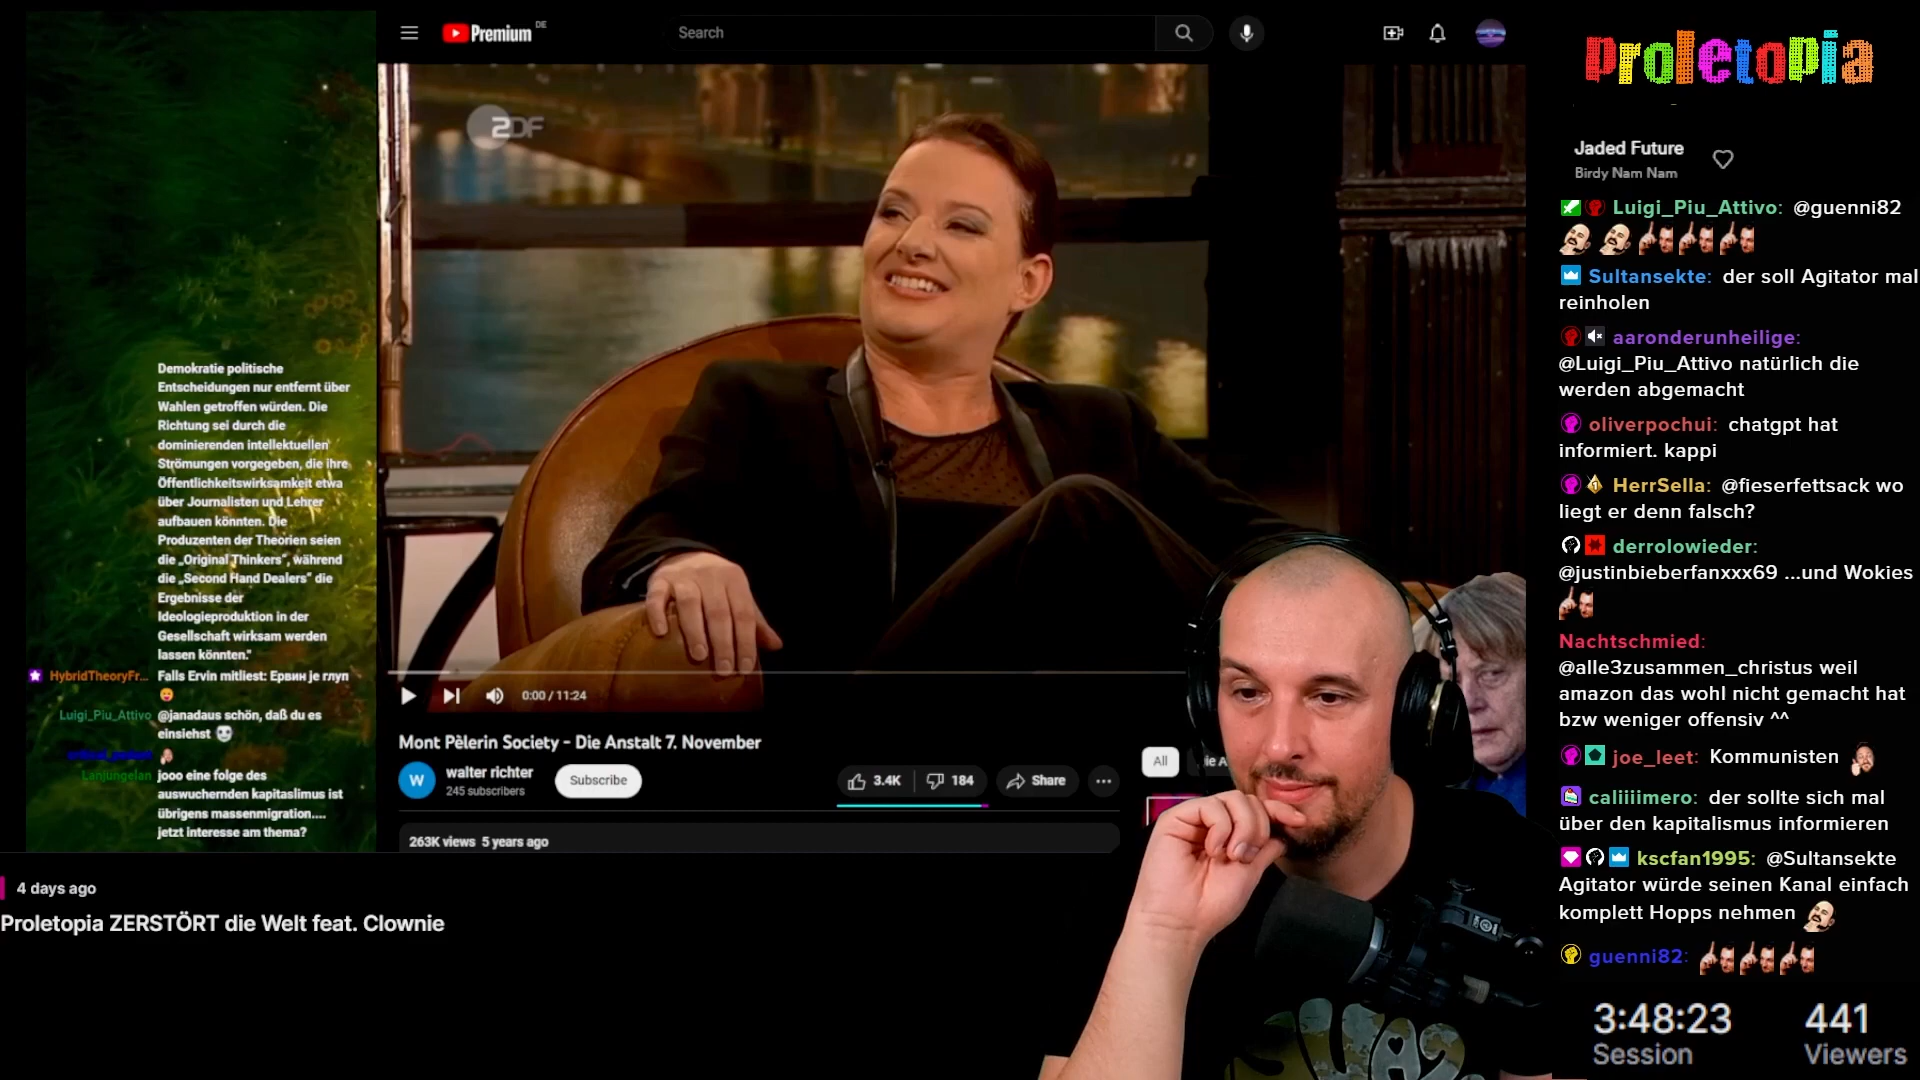 Demokratie politische
Entscheidungen nur entfernt über
Wahlen getroffen würden. Die
Richtung sei durch die
dominierenden intellektuellen
Strömungen vorgegeben, die ihre
Öffentlichkeitswirksamkeit etwa
über Journalisten und Lehrer
aufbauen könnten. Die
Produzenten der Theorien seien
die „Original Thinkers", während
die „Second Hand Dealers" die
Ergebnisse der
Ideologieproduktion in der
Gesellschaft wirksam werden
lassen könnten."
HybridTheoryFr... Falls Ervin mitliest: Ервин је глуп
Luigi_Piu_Attivo @janadaus schön, daß du es
einsiehst
Lanjungelan jooo eine folge des
auswuchernden kapitaslimus ist
übrigens massenmigration....
jetzt interesse am thema?
Premium DE
Search
ZDF
0:00 / 11:24
Mont Pèlerin Society - Die Anstalt 7. November
W
walter richter
245 subscribers
Subscribe
3.4K
184
Share
All
263K views 5 years ago
4 days ago
Proletopia ZERSTÖRT die Welt feat. Clownie
Proletopia
Jaded Future
Birdy Nam Nam
Luigi_Piu_Attivo: @guenni82
Sultansekte: der soll Agitator mal
reinholen
aaronderunheilige:
@Luigi_Piu_Attivo natürlich die
werden abgemacht
oliverpochui: chatgpt hat
informiert. kappi
HerrSella: @fieserfettsack wo
liegt er denn falsch?
derrolowieder:
@justinbieberfanxxx69 ...und Wokies
Nachtschmied:
@alle3zusammen_christus weil
amazon das wohl nicht gemacht hat
bzw weniger offensiv ^^
joe_leet: Kommunisten
caliiiimero: der sollte sich mal
über den kapitalismus informieren
kscfan1995: @Sultansekte
Agitator würde seinen Kanal einfach
komplett Hopps nehmen
guenni82:
3:48:23
Session
441
Viewers